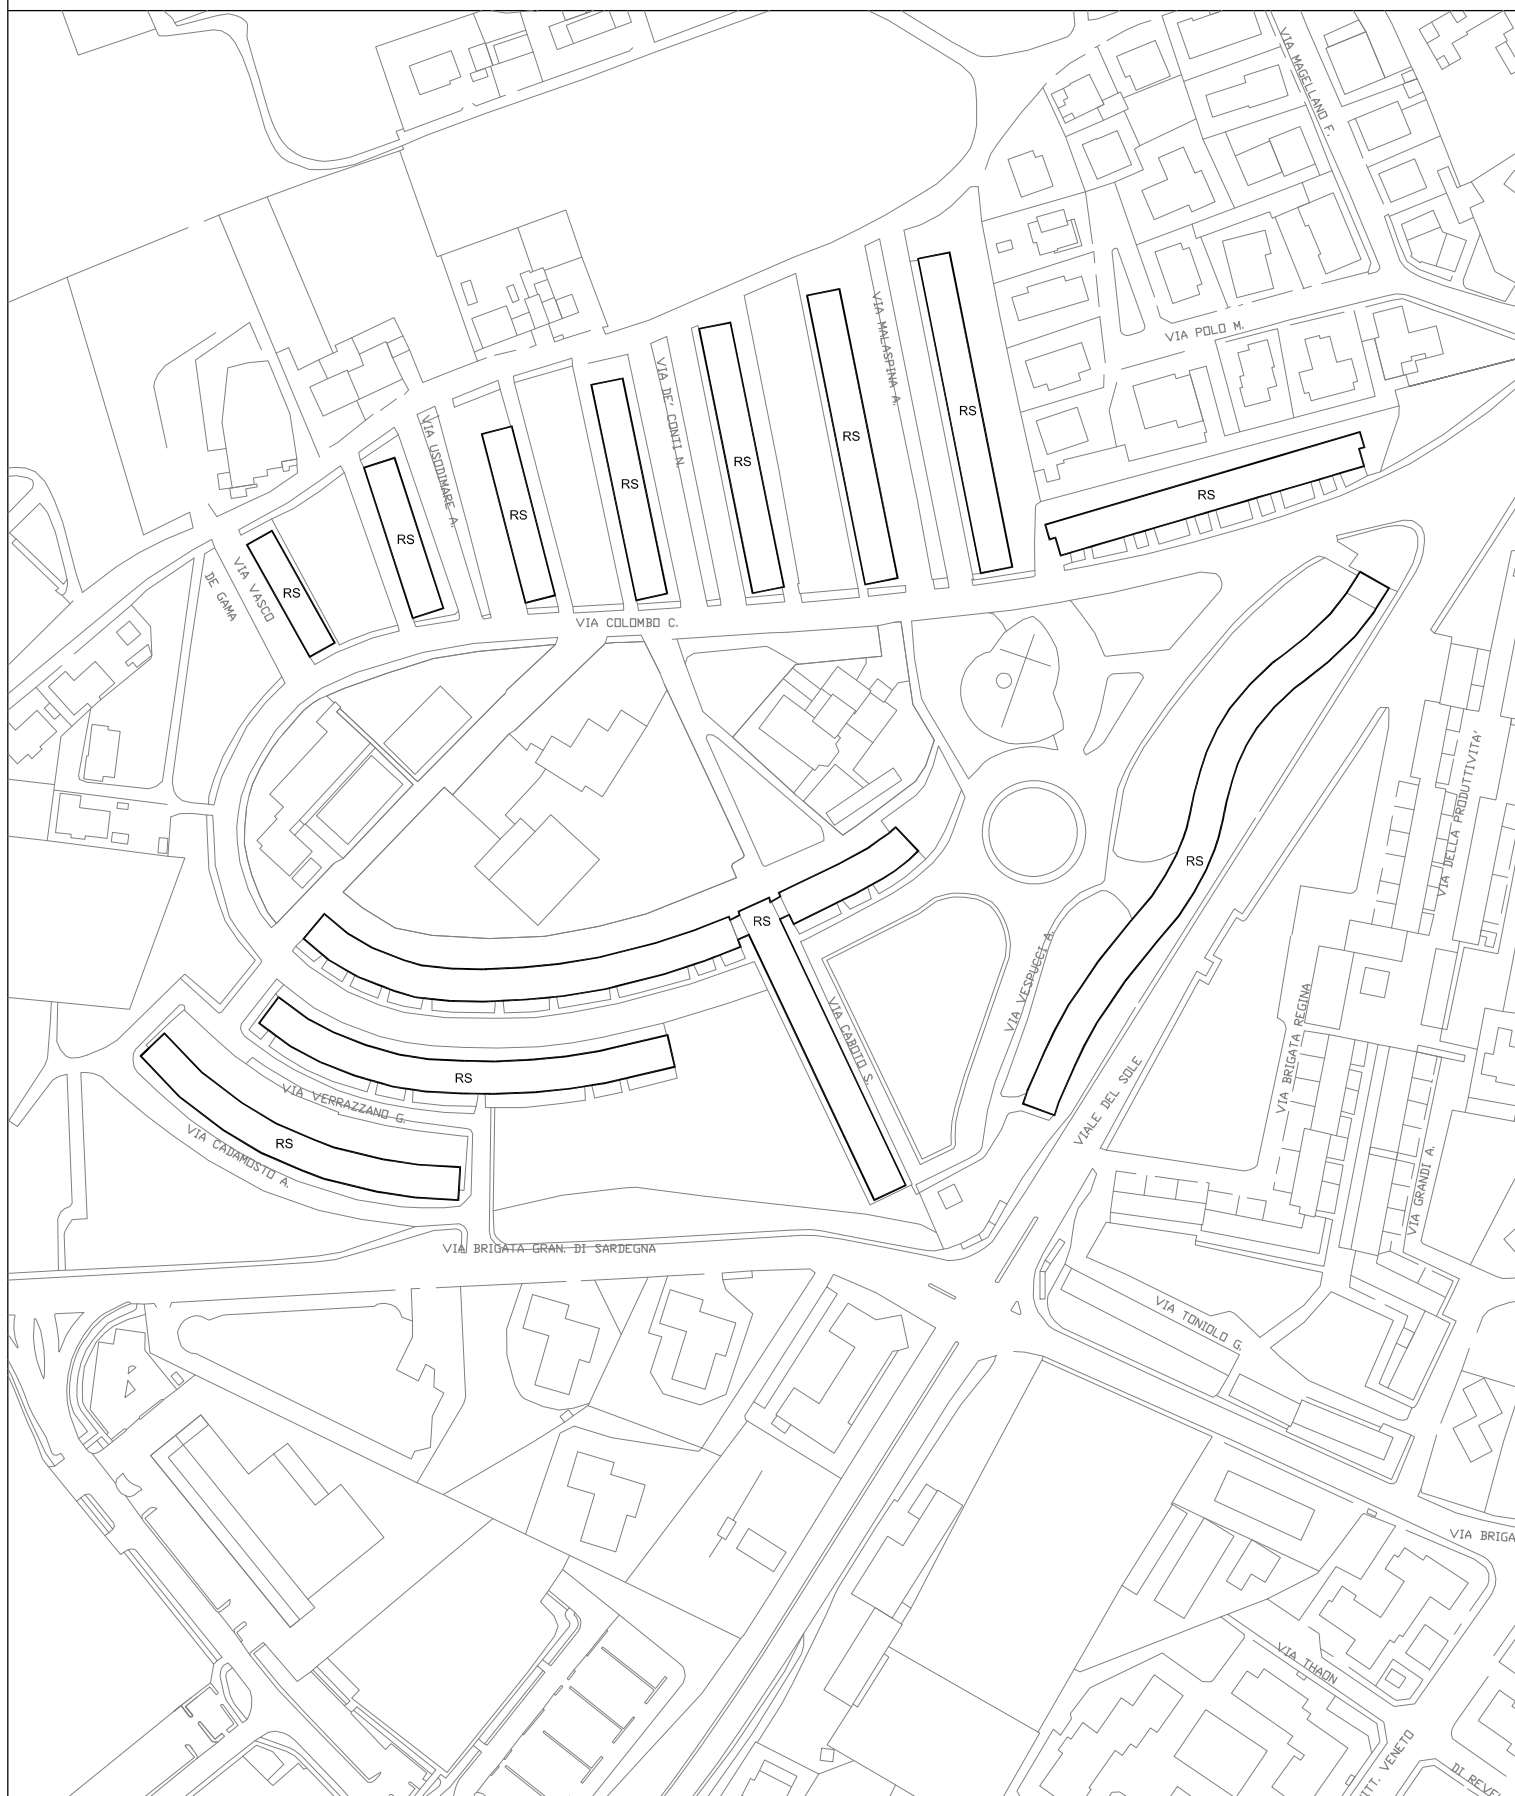 VIA MAGELLANO F.
VIA POLO M.
VIA MALASPINA A.
VIA DE' CONTI N.
VIA USODIMARE A.
RS
RS
RS
RS
RS
RS
RS
RS
RS
VIA VASCO
DE GAMA
VIA COLOMBO C.
VIA DELLA PRODUTTIVITA'
RS
RS
VIA VESPUCCI A.
VIA CABOTO S.
VIA BRIGATA REGINA
VIALE DEL SOLE
RS
VIA VERRAZZANO G.
RS
VIA CADAMOSTO A.
VIA GRANDI A.
VIA BRIGATA GRAN. DI SARDEGNA
VIA TONIOLO G.
VIA BRIGA
VIA THAON
ITT. VENETO
DI REVE